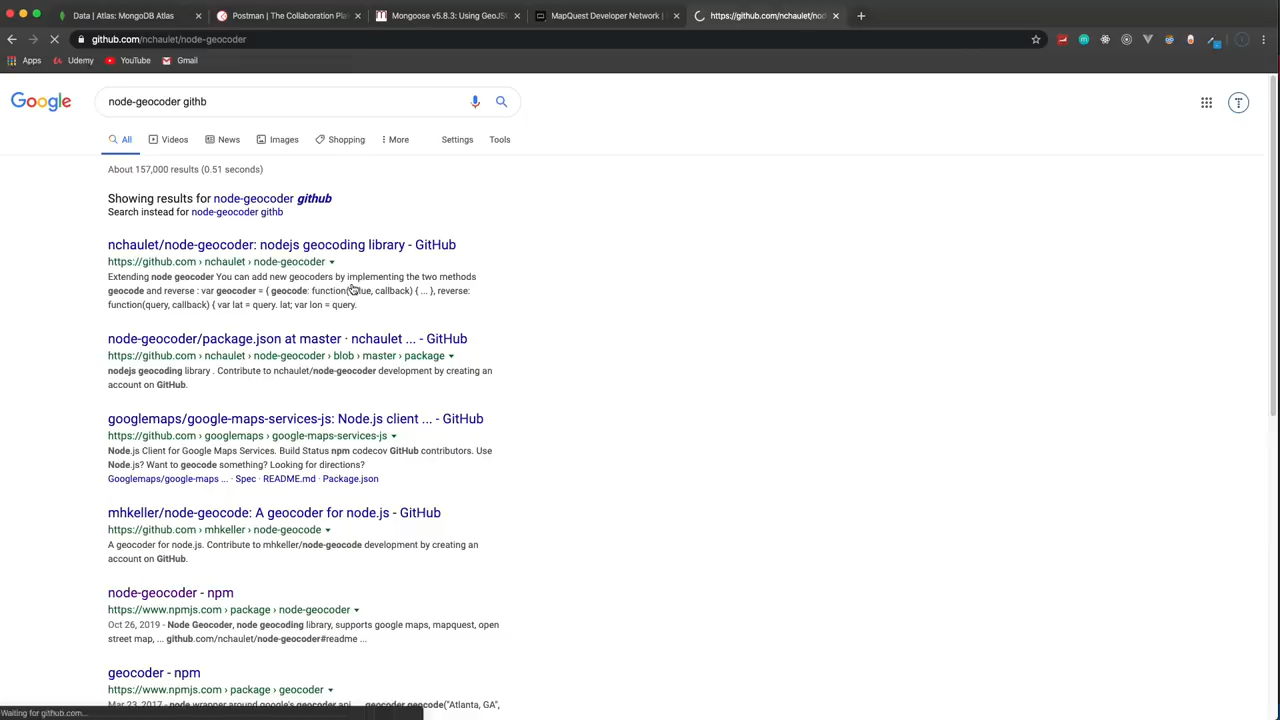 Data | Atlas: MongoDB Atlas
Postman | The Collaboration Pla
Mongoose v5.8.3: Using GeoJSO
MapQuest Developer Network |
https://github.com/nchaulet/nod
github.com/nchaulet/node-geocoder
Apps
Udemy
YouTube
Gmail
Google
node-geocoder githb
T
All
Videos
News
Images
Shopping
More
Settings
Tools
About 157,000 results (0.51 seconds)
Showing results for node-geocoder github
Search instead for node-geocoder githb
nchaulet/node-geocoder: nodejs geocoding library - GitHub
https://github.com › nchaulet › node-geocoder
Extending node geocoder You can add new geocoders by implementing the two methods
geocode and reverse : var geocoder = { geocode: function(value, callback) { ... }, reverse:
function(query, callback) { var lat = query. lat; var lon = query.
node-geocoder/package.json at master · nchaulet ... - GitHub
https://github.com › nchaulet › node-geocoder › blob › master › package
nodejs geocoding library . Contribute to nchaulet/node-geocoder development by creating an
account on GitHub.
googlemaps/google-maps-services-js: Node.js client ... - GitHub
https://github.com › googlemaps › google-maps-services-js
Node.js Client for Google Maps Services. Build Status npm codecov GitHub contributors. Use
Node.js? Want to geocode something? Looking for directions?
Googlemaps/google-maps ... · Spec · README.md · Package.json
mhkeller/node-geocode: A geocoder for node.js - GitHub
https://github.com › mhkeller › node-geocode
A geocoder for node.js. Contribute to mhkeller/node-geocode development by creating an
account on GitHub.
node-geocoder - npm
https://www.npmjs.com › package › node-geocoder
Oct 26, 2019 - Node Geocoder, node geocoding library, supports google maps, mapquest, open
street map, ... github.com/nchaulet/node-geocoder#readme ...
geocoder - npm
https://www.npmjs.com › package › geocoder
Mar 23, 2017 - node wrapper around google's geocoder api. ... geocoder.geocode("Atlanta, GA",
Waiting for github.com...